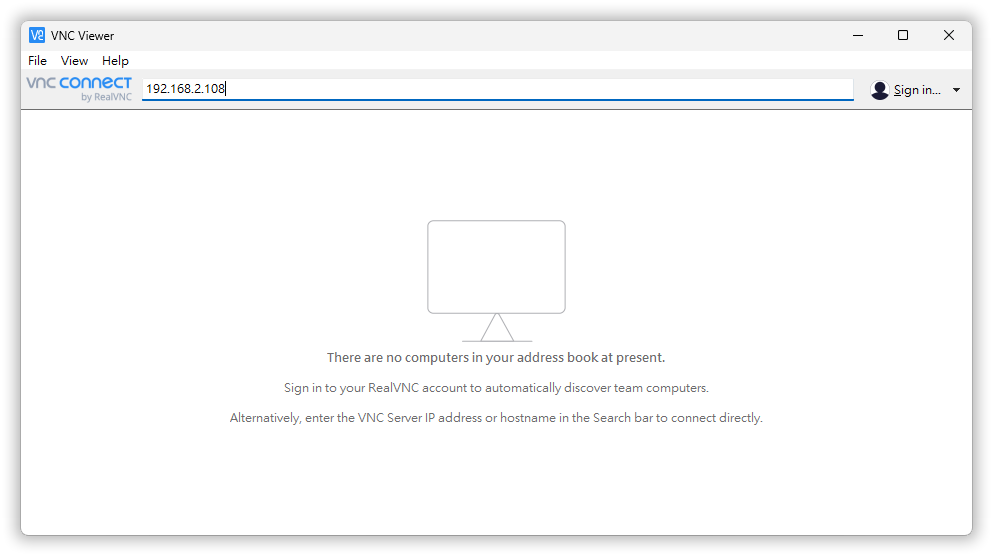 VNC Viewer
File View Help
vnc connect
by RealVNC
192.168.2.108
Sign in...
There are no computers in your address book at present.
Sign in to your RealVNC account to automatically discover team computers.
Alternatively, enter the VNC Server IP address or hostname in the Search bar to connect directly.